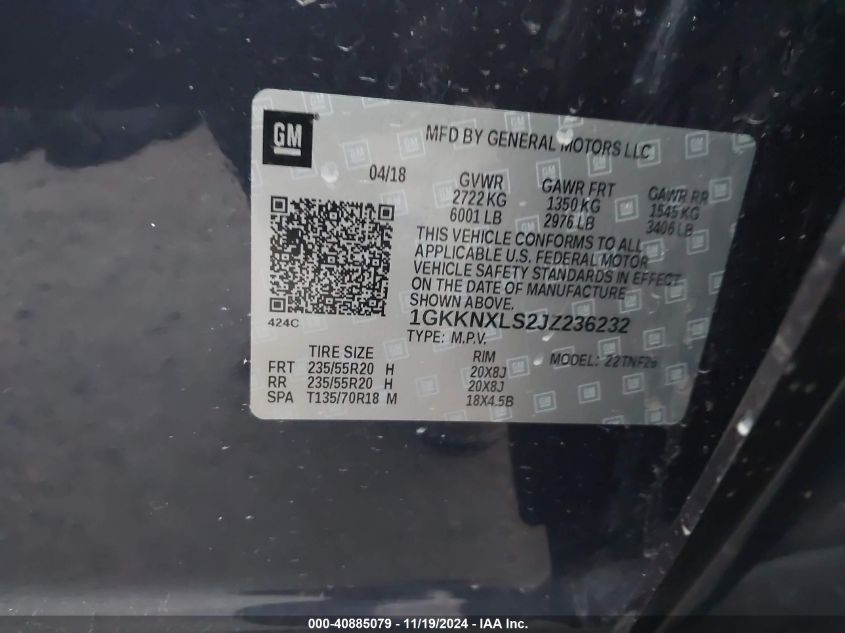 GM
MFD BY GENERAL MOTORS LLC
04/18
GVWR GAWR FRT GAWR RR
2722 KG 1350 KG 1545 KG
6001 LB 2976 LB 3406 LB
THIS VEHICLE CONFORMS TO ALL
APPLICABLE U.S. FEDERAL MOTOR
VEHICLE SAFETY STANDARDS IN EFFECT
ON THE DATE OF MANUFACTURE
SHOWN ABOVE.
424C
1GKKNXLS2JZ236232
TYPE: M.P.V.
TIRE SIZE RIM MODEL:
FRT 235/55R20 H 20X8J
RR 235/55R20 H 20X8J
SPA T135/70R18 M 18X4.5B
000-40885079 - 11/19/2024 - IAA Inc.